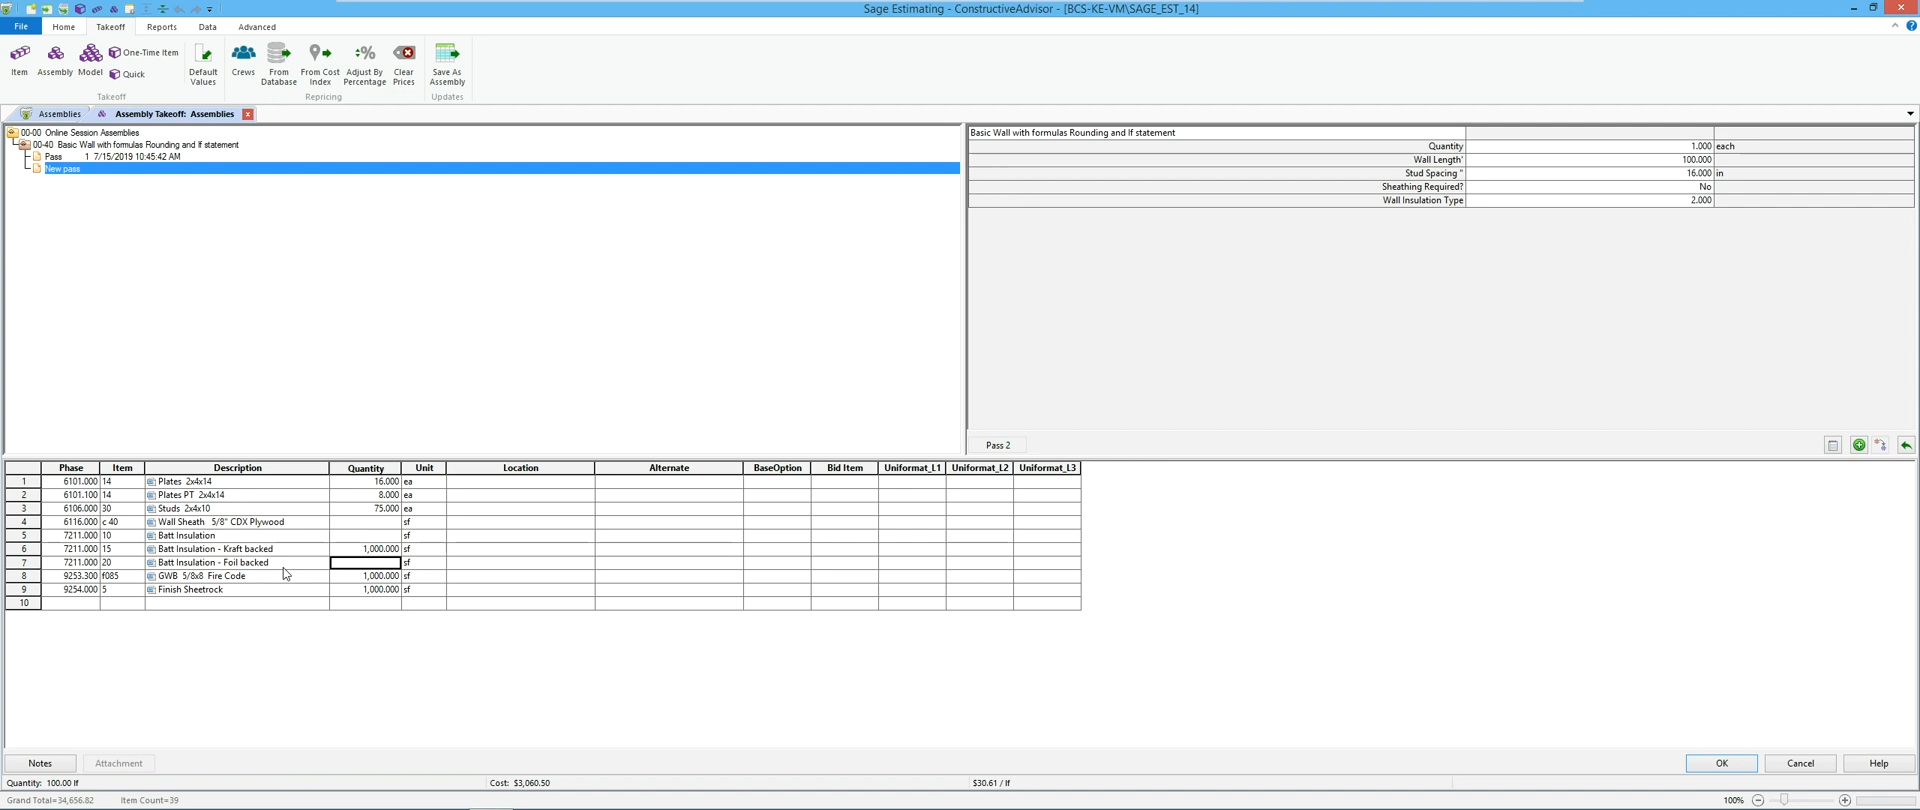 Sage Estimating - ConstructiveAdvisor - [BCS-KE-VM\SAGE_EST_14]
File Home Takeoff Reports Data Advanced
Item Assembly Model One-Time Item Quick Default Values Crews From Database From Cost Index Adjust By Percentage Clear Prices Save As Assembly
Takeoff Repricing Updates
Assemblies Assembly Takeoff: Assemblies
00-00 Online Session Assemblies
00-40 Basic Wall with formulas Rounding and If statement
Pass 1 7/15/2019 10:45:42 AM
New pass
Basic Wall with formulas Rounding and If statement
Quantity 1.000 each
Wall Length' 100.000
Stud Spacing " 16.000 in
Sheathing Required? No
Wall Insulation Type 2.000
Pass 2
Phase Item Description Quantity Unit Location Alternate BaseOption Bid Item Uniformat_L1 Uniformat_L2 Uniformat_L3
1 6101.000 14 Plates 2x4x14 16.000 ea
2 6101.100 14 Plates PT 2x4x14 8.000 ea
3 6106.000 30 Studs 2x4x10 75.000 ea
4 6116.000 c 40 Wall Sheath 5/8" CDX Plywood sf
5 7211.000 10 Batt Insulation sf
6 7211.000 15 Batt Insulation - Kraft backed 1,000.000 sf
7 7211.000 20 Batt Insulation - Foil backed sf
8 9253.300 f085 GWB 5/8x8 Fire Code 1,000.000 sf
9 9254.000 5 Finish Sheetrock 1,000.000 sf
10
Notes Attachment OK Cancel Help
Quantity: 100.00 lf Cost: $3,060.50 $30.61 / lf
Grand Total=34,656.82 Item Count=39 100%